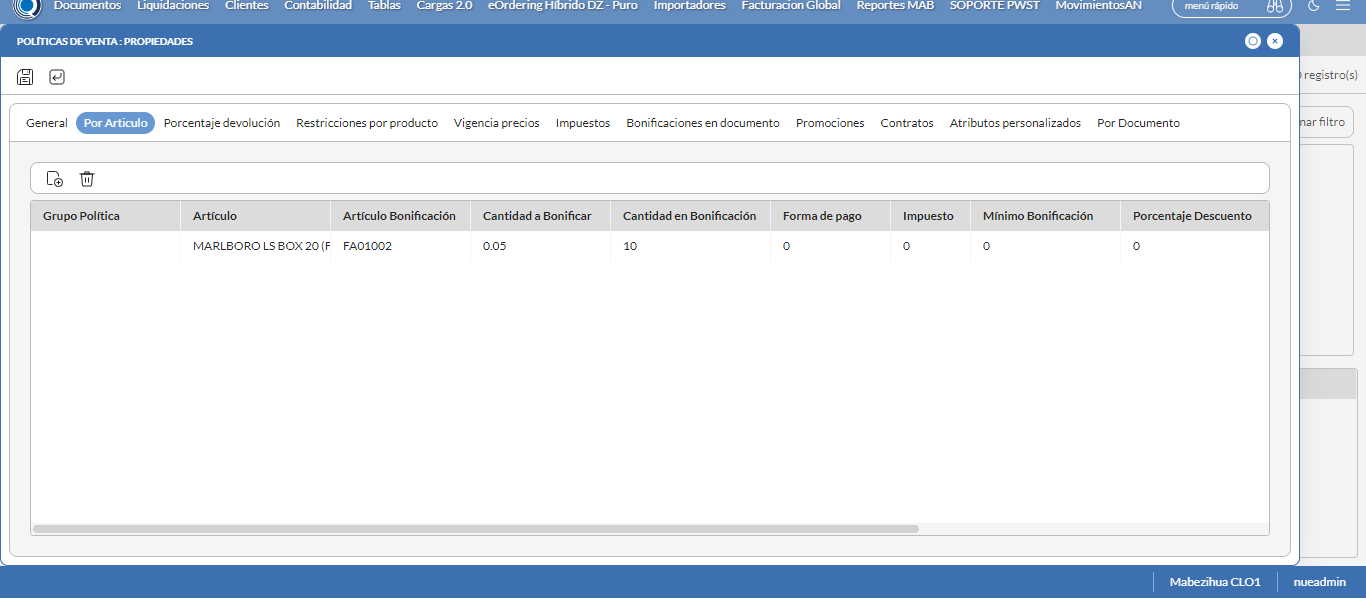 Documentos Liquidaciones Clientes Contabilidad Tablas Cargas 2.0 eOrdering Híbrido DZ - Puro Importadores Facturacion Global Reportes MAB SOPORTE PWST MovimientosAN menú rápido
POLÍTICAS DE VENTA : PROPIEDADES
registro(s)
General Por Articulo Porcentaje devolución Restricciones por producto Vigencia precios Impuestos Bonificaciones en documento Promociones Contratos Atributos personalizados Por Documento
nar filtro
Grupo Política Artículo Artículo Bonificación Cantidad a Bonificar Cantidad en Bonificación Forma de pago Impuesto Mínimo Bonificación Porcentaje Descuento
MARLBORO LS BOX 20 (F FA01002 0.05 10 0 0 0 0
Mabezihua CLO1 nueadmin